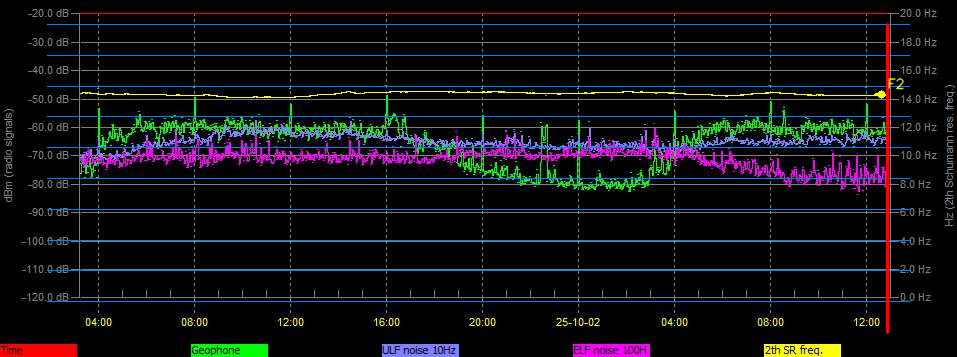 -20.0 dB 20.0 Hz
-30.0 dB 18.0 Hz
-40.0 dB 16.0 Hz
F2
-50.0 dB 14.0 Hz
-60.0 dB 12.0 Hz
-70.0 dB 10.0 Hz
-80.0 dB 8.0 Hz
-90.0 dB 6.0 Hz
-100.0 dB 4.0 Hz
-110.0 dB 2.0 Hz
-120.0 dB 0.0 Hz
dBm (radio signals)
Hz (2th Schumann res. freq.)
04:00 08:00 12:00 16:00 20:00 25-10-02 04:00 08:00 12:00
Time Geophone ULF noise 10Hz ELF noise 100H 2th SR freq.